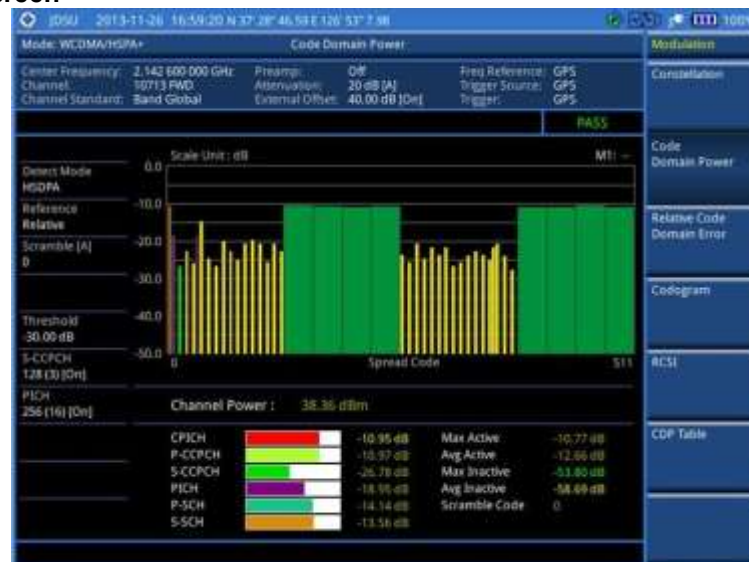 JDSU 2013-11-26 16:59:20 N 37° 28" 46.59 E 126° 53" 7.98 100%
Mode: WCDMA/HSPA+ Code Domain Power Modulation
Center Frequency: 2.142 600 000 GHz Preamp: Off Freq Reference: GPS
Channel: 10713 FWD Attenuation: 20 dB [A] Trigger Source: GPS
Channel Standard: Band Global External Offset: 40.00 dB [On] Trigger: GPS
PASS
Constellation
Code
Domain Power
Relative Code
Domain Error
Codogram
RCSI
CDP Table
Detect Mode
HSDPA
Reference
Relative
Scramble [A]
0
Threshold
-30.00 dB
S-CCPCH
128 (3) [On]
PICH
256 (16) [On]
Scale Unit : dB M1: --
0.0
-10.0
-20.0
-30.0
-40.0
-50.0
0 Spread Code 511
Channel Power : 38.36 dBm
CPICH -10.95 dB Max Active -10.77 dB
P-CCPCH -10.97 dB Avg Active -12.66 dB
S-CCPCH -26.78 dB Max Inactive -53.80 dB
PICH -18.95 dB Avg Inactive -58.69 dB
P-SCH -14.14 dB Scramble Code 0
S-SCH -13.56 dB